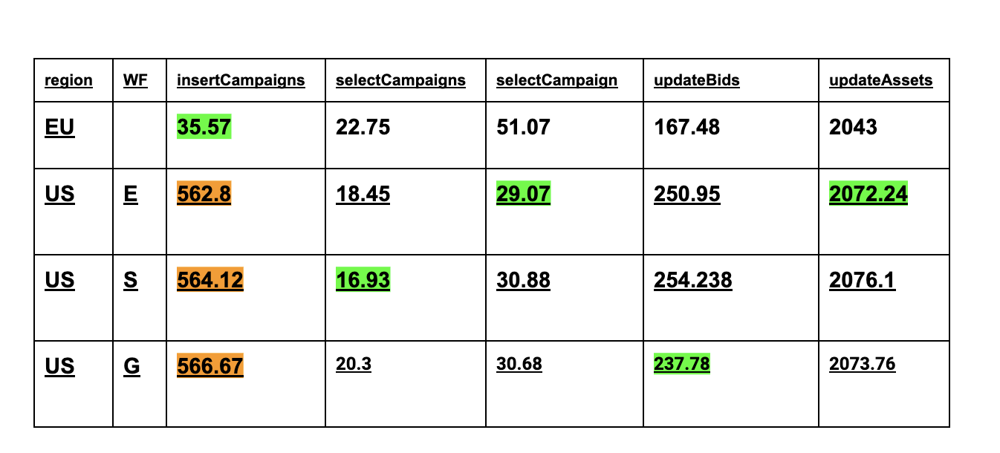 region WF insertCampaigns selectCampaigns selectCampaign updateBids updateAssets
EU 35.57 22.75 51.07 167.48 2043
US E 562.8 18.45 29.07 250.95 2072.24
US S 564.12 16.93 30.88 254.238 2076.1
US G 566.67 20.3 30.68 237.78 2073.76